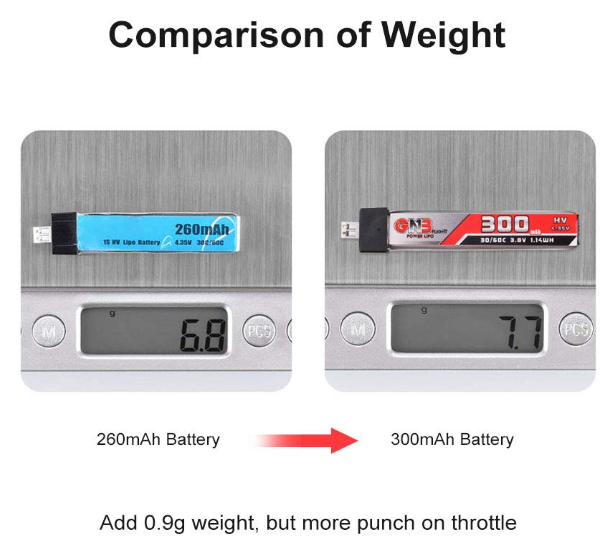 Comparison of Weight
260mAh
1S HV Lipo Battery 4.35V 30C/60C
GNB
FLIGHT
POWER LIPO
300 mAh
HV
4.35V
30/60C 3.8V 1.14WH
g
6.8
M
PCS
g
7.7
M
PCS
260mAh Battery
300mAh Battery
Add 0.9g weight, but more punch on throttle